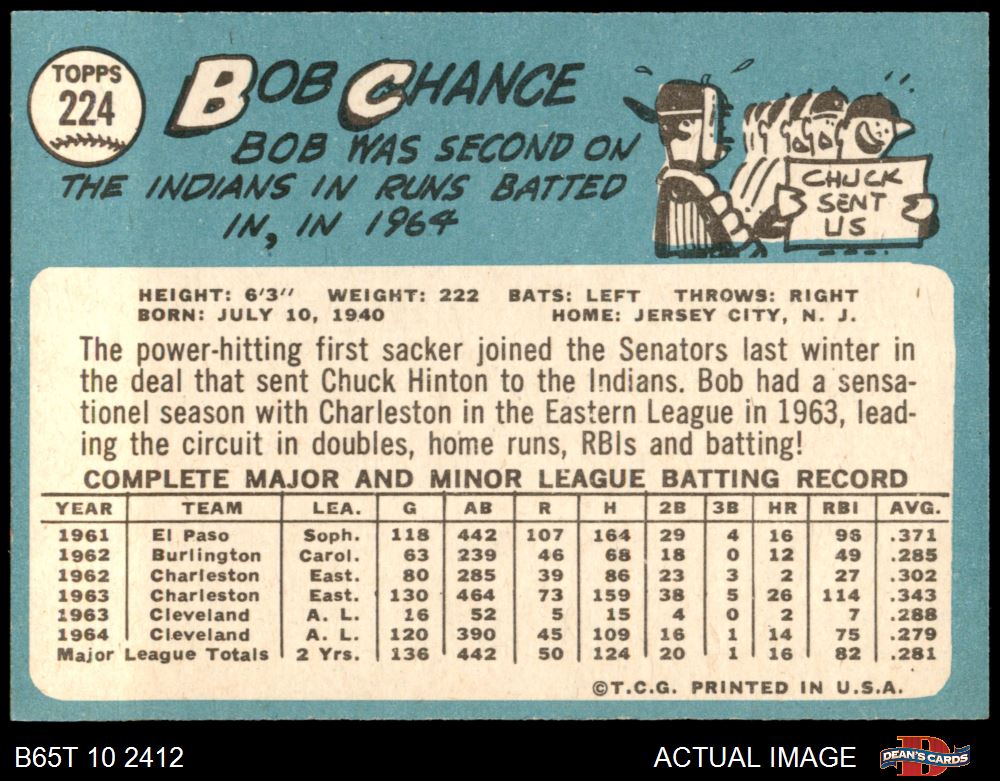 TOPPS
224
BOB CHANCE
BOB WAS SECOND ON
THE INDIANS IN RUNS BATTED
IN, IN 1964
CHUCK
SENT
US
HEIGHT: 6'3" WEIGHT: 222 BATS: LEFT THROWS: RIGHT
BORN: JULY 10, 1940 HOME: JERSEY CITY, N. J.
The power-hitting first sacker joined the Senators last winter in
the deal that sent Chuck Hinton to the Indians. Bob had a sensa-
tionel season with Charleston in the Eastern League in 1963, lead-
ing the circuit in doubles, home runs, RBIs and batting!
COMPLETE MAJOR AND MINOR LEAGUE BATTING RECORD
YEAR TEAM LEA. G AB R H 2B 3B HR RBI AVG.
1961 El Paso Soph. 118 442 107 164 29 4 16 96 .371
1962 Burlington Carol. 63 239 46 68 18 0 12 49 .285
1962 Charleston East. 80 285 39 86 23 3 2 27 .302
1963 Charleston East. 130 464 73 159 38 5 26 114 .343
1963 Cleveland A. L. 16 52 5 15 4 0 2 7 .288
1964 Cleveland A. L. 120 390 45 109 16 1 14 75 .279
Major League Totals 2 Yrs. 136 442 50 124 20 1 16 82 .281
©T.C.G. PRINTED IN U.S.A.
B65T 10 2412 ACTUAL IMAGE DEAN'S CARDS